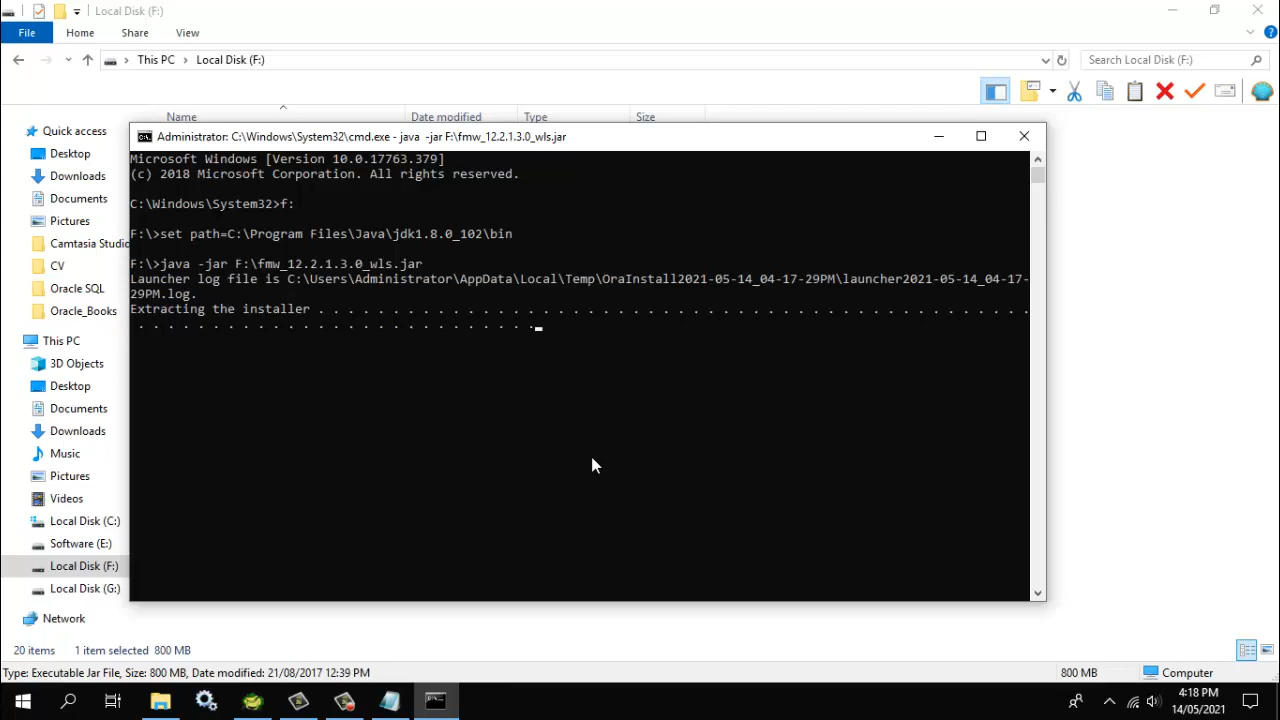 Local Disk (F:)
File Home Share View
This PC Local Disk (F:) Search Local Disk (F:)
Name Date modified Type Size
Quick access
Desktop
Downloads
Documents
Pictures
Camtasia Studio
CV
Oracle SQL
Oracle_Books
This PC
3D Objects
Desktop
Documents
Downloads
Music
Pictures
Videos
Local Disk (C:)
Software (E:)
Local Disk (F:)
Local Disk (G:)
Network
Administrator: C:\Windows\System32\cmd.exe - java -jar F:\fmw_12.2.1.3.0_wls.jar
Microsoft Windows [Version 10.0.17763.379]
(c) 2018 Microsoft Corporation. All rights reserved.
C:\Windows\System32>f:
F:\>set path=C:\Program Files\Java\jdk1.8.0_102\bin
F:\>java -jar F:\fmw_12.2.1.3.0_wls.jar
Launcher log file is C:\Users\Administrator\AppData\Local\Temp\OraInstall2021-05-14_04-17-29PM\launcher2021-05-14_04-17-
29PM.log.
Extracting the installer . . . . . . . . . . . . . . . . . . . . . . . . . . . . . . . . . . . . . . . . . . . . . . . .
. . . . . . . . . . . . . . . . . . . . . . . . . . .
20 items 1 item selected 800 MB
Type: Executable Jar File, Size: 800 MB, Date modified: 21/08/2017 12:39 PM 800 MB Computer
4:18 PM
14/05/2021